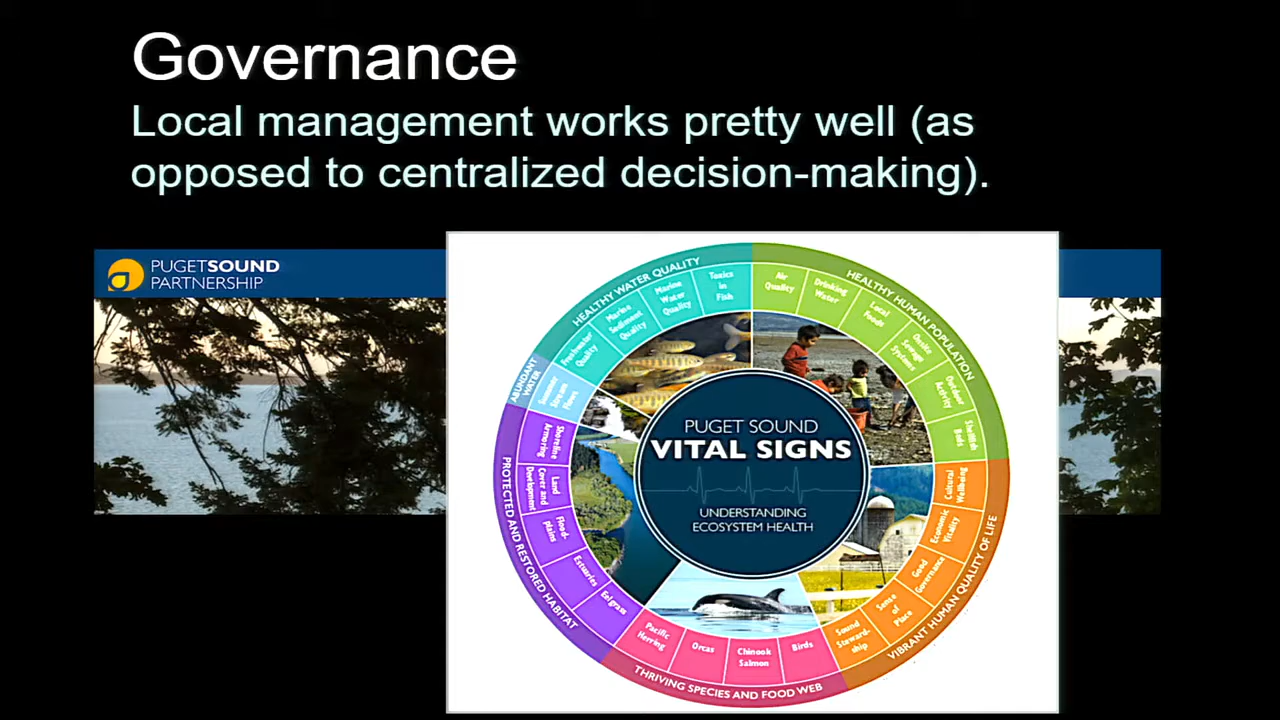 Governance
Local management works pretty well (as
opposed to centralized decision-making).
PUGETSOUND
PARTNERSHIP
HEALTHY WATER QUALITY
Freshwater
Quality
Marine
Sediment
Quality
Marine
Water
Quality
Toxics
in
Fish
HEALTHY HUMAN POPULATION
Air
Quality
Drinking
Water
Local
Foods
Onsite
Sewage
Systems
Outdoor
Activity
Shellfish
Beds
VIBRANT HUMAN QUALITY OF LIFE
Cultural
Wellbeing
Economic
Vitality
Good
Governance
Sense
of
Place
Sound
Steward-
ship
THRIVING SPECIES AND FOOD WEB
Birds
Chinook
Salmon
Orcas
Pacific
Herring
PROTECTED AND RESTORED HABITAT
Eelgrass
Estuaries
Flood-
plains
Land
Cover and
Development
Shoreline
Armoring
ABUNDANT
WATER
Summer
Stream
Flows
PUGET SOUND
VITAL SIGNS
UNDERSTANDING
ECOSYSTEM HEALTH